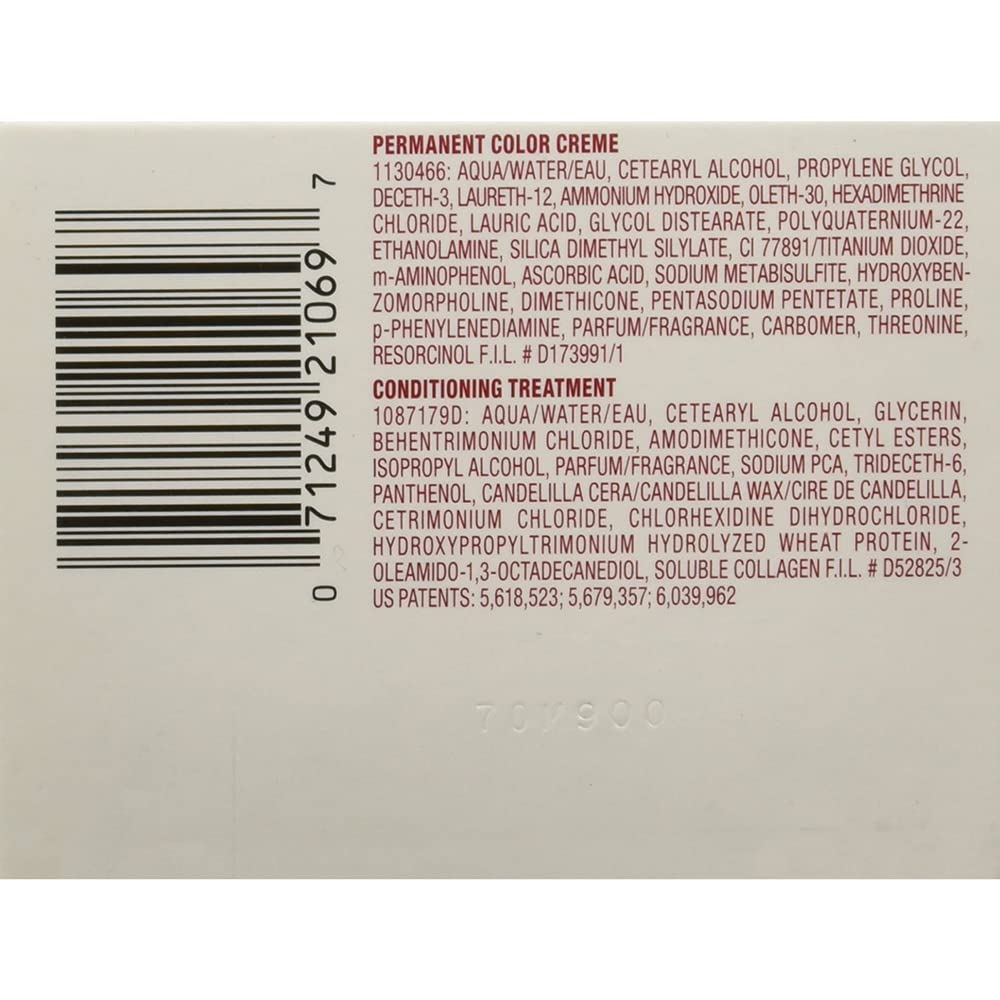 PERMANENT COLOR CREME
1130466: AQUA/WATER/EAU, CETEARYL ALCOHOL, PROPYLENE GLYCOL,
DECETH-3, LAURETH-12, AMMONIUM HYDROXIDE, OLETH-30, HEXADIMETHRINE
CHLORIDE, LAURIC ACID, GLYCOL DISTEARATE, POLYQUATERNIUM-22,
ETHANOLAMINE, SILICA DIMETHYL SILYLATE, CI 77891/TITANIUM DIOXIDE,
m-AMINOPHENOL, ASCORBIC ACID, SODIUM METABISULFITE, HYDROXYBEN-
ZOMORPHOLINE, DIMETHICONE, PENTASODIUM PENTETATE, PROLINE,
p-PHENYLENEDIAMINE, PARFUM/FRAGRANCE, CARBOMER, THREONINE,
RESORCINOL F.I.L. # D173991/1
CONDITIONING TREATMENT
1087179D: AQUA/WATER/EAU, CETEARYL ALCOHOL, GLYCERIN,
BEHENTRIMONIUM CHLORIDE, AMODIMETHICONE, CETYL ESTERS,
ISOPROPYL ALCOHOL, PARFUM/FRAGRANCE, SODIUM PCA, TRIDECETH-6,
PANTHENOL, CANDELILLA CERA/CANDELILLA WAX/CIRE DE CANDELILLA,
CETRIMONIUM CHLORIDE, CHLORHEXIDINE DIHYDROCHLORIDE,
HYDROXYPROPYLTRIMONIUM HYDROLYZED WHEAT PROTEIN, 2-
OLEAMIDO-1,3-OCTADECANEDIOL, SOLUBLE COLLAGEN F.I.L. # D52825/3
US PATENTS: 5,618,523; 5,679,357; 6,039,962
0 71249 21069 7